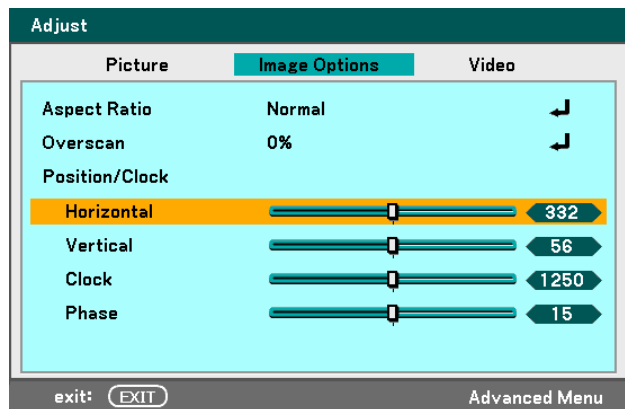 Adjust
Picture Image Options Video
Aspect Ratio Normal
Overscan 0%
Position/Clock
Horizontal 332
Vertical 56
Clock 1250
Phase 15
exit: EXIT Advanced Menu